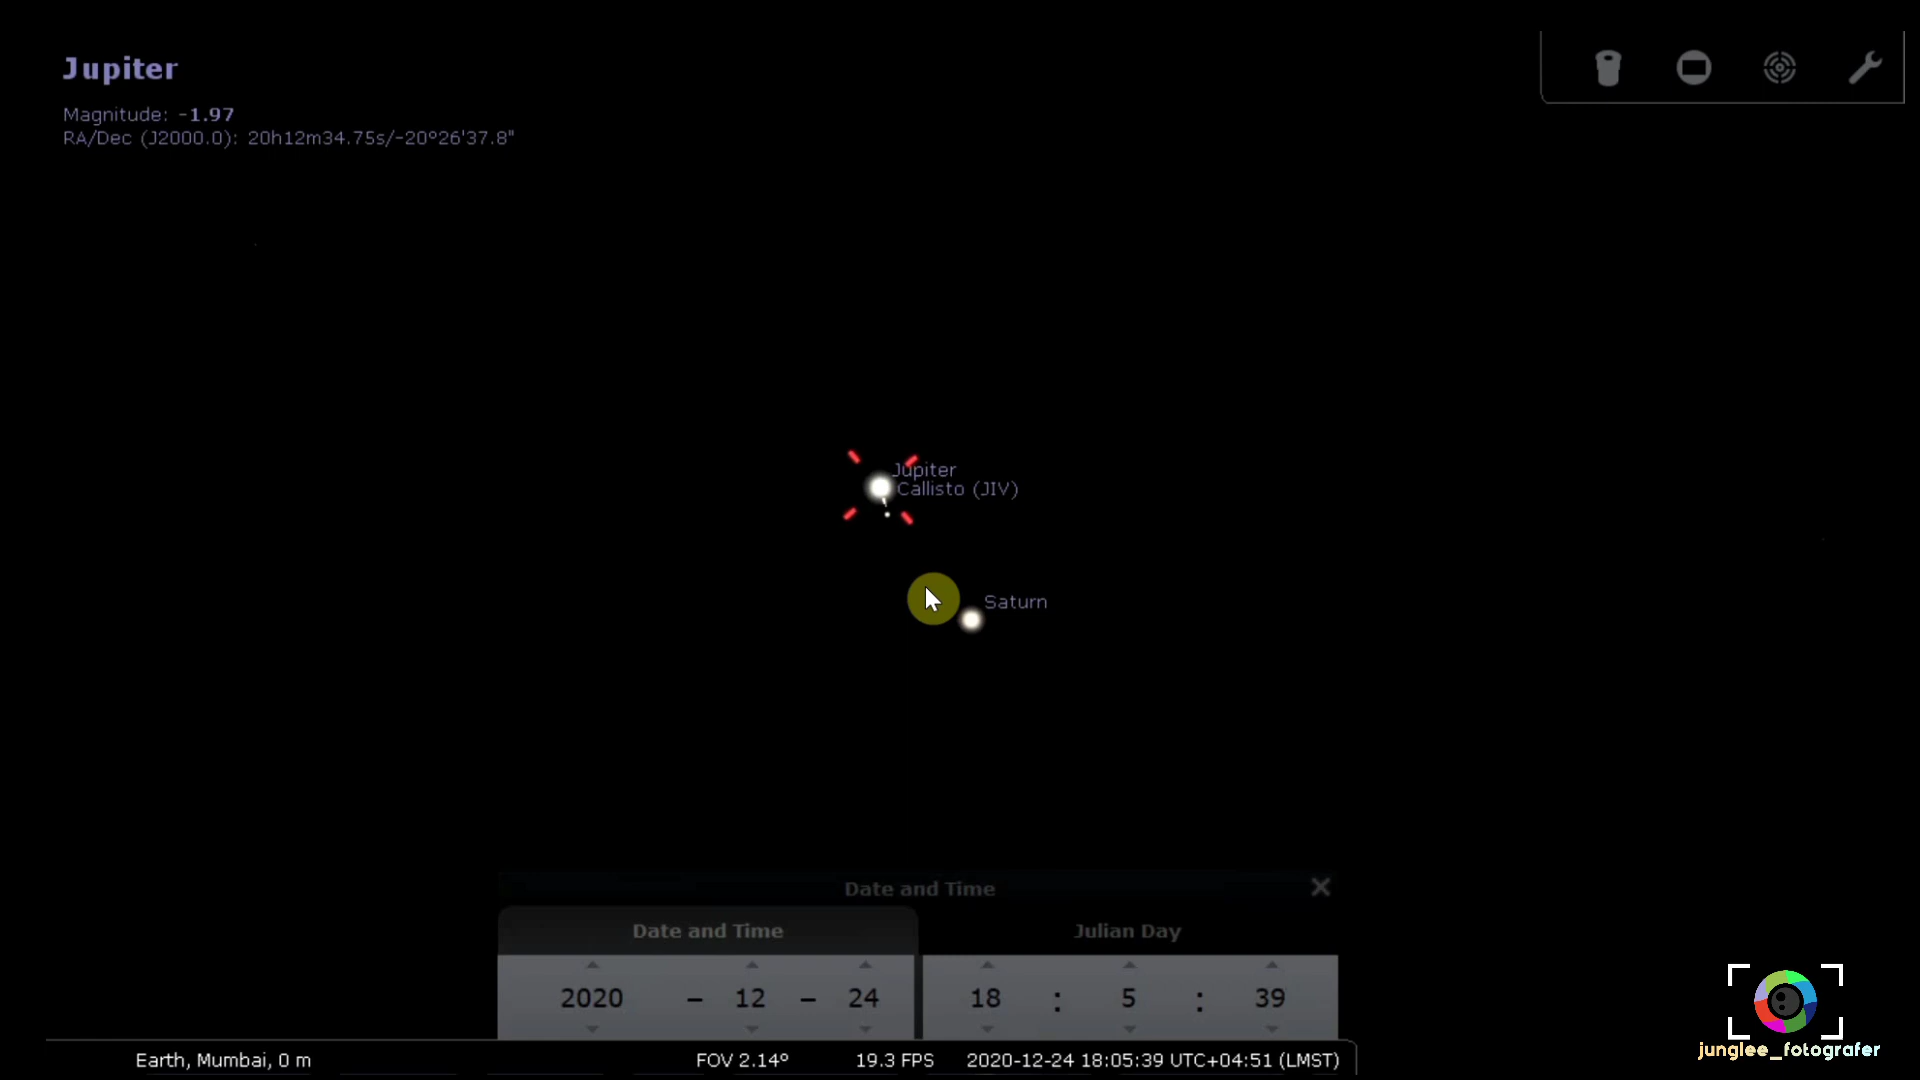 Jupiter
Magnitude: -1.97
RA/Dec (J2000.0): 20h12m34.75s/-20°26'37.8"
Jupiter
Callisto (JIV)
Saturn
Date and Time
Date and Time
Julian Day
2020 - 12 - 24
18 : 5 : 39
Earth, Mumbai, 0 m
FOV 2.14°
19.3 FPS
2020-12-24 18:05:39 UTC+04:51 (LMST)
junglee_fotografer